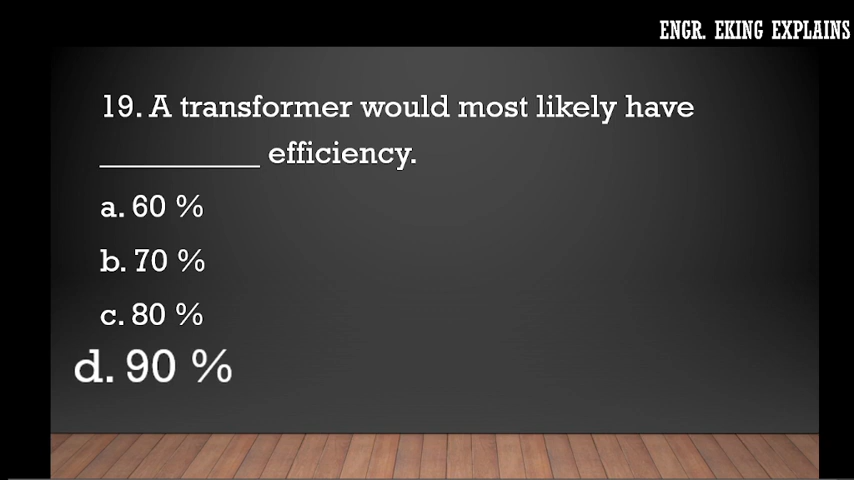 ENGR. EKING EXPLAINS
19. A transformer would most likely have
__________ efficiency.
a. 60 %
b. 70 %
c. 80 %
d. 90 %